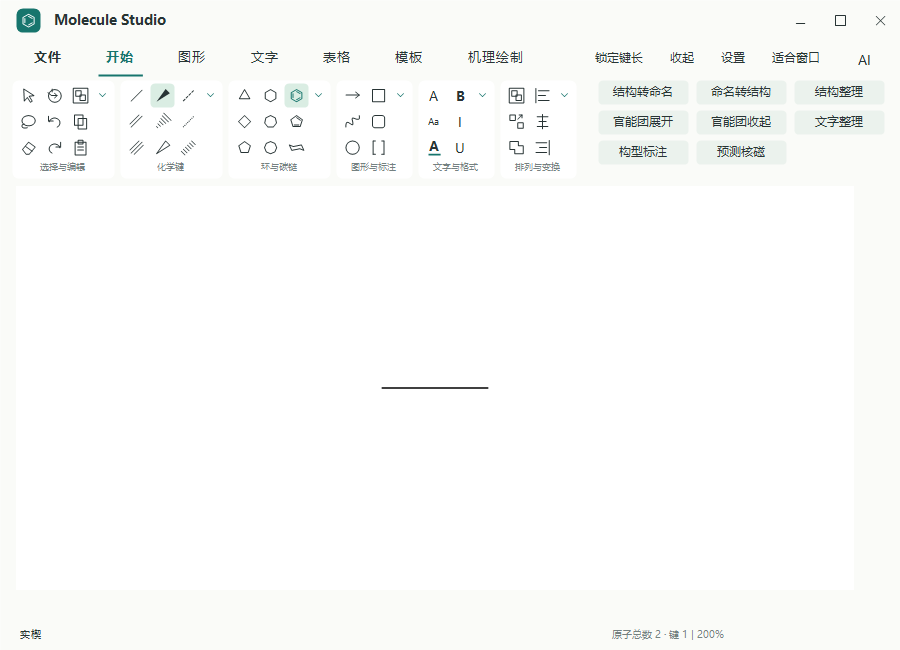 Molecule Studio
文件 开始 图形 文字 表格 模板 机理绘制 锁定键长 收起 设置 适合窗口 AI
A B
Aa I
A U
选择与编辑 化学键 环与碳链 图形与标注 文字与格式 排列与变换
结构转命名 命名转结构 结构整理
官能团展开 官能团收起 文字整理
构型标注 预测核磁
实楔 原子总数 2 · 键 1 | 200%